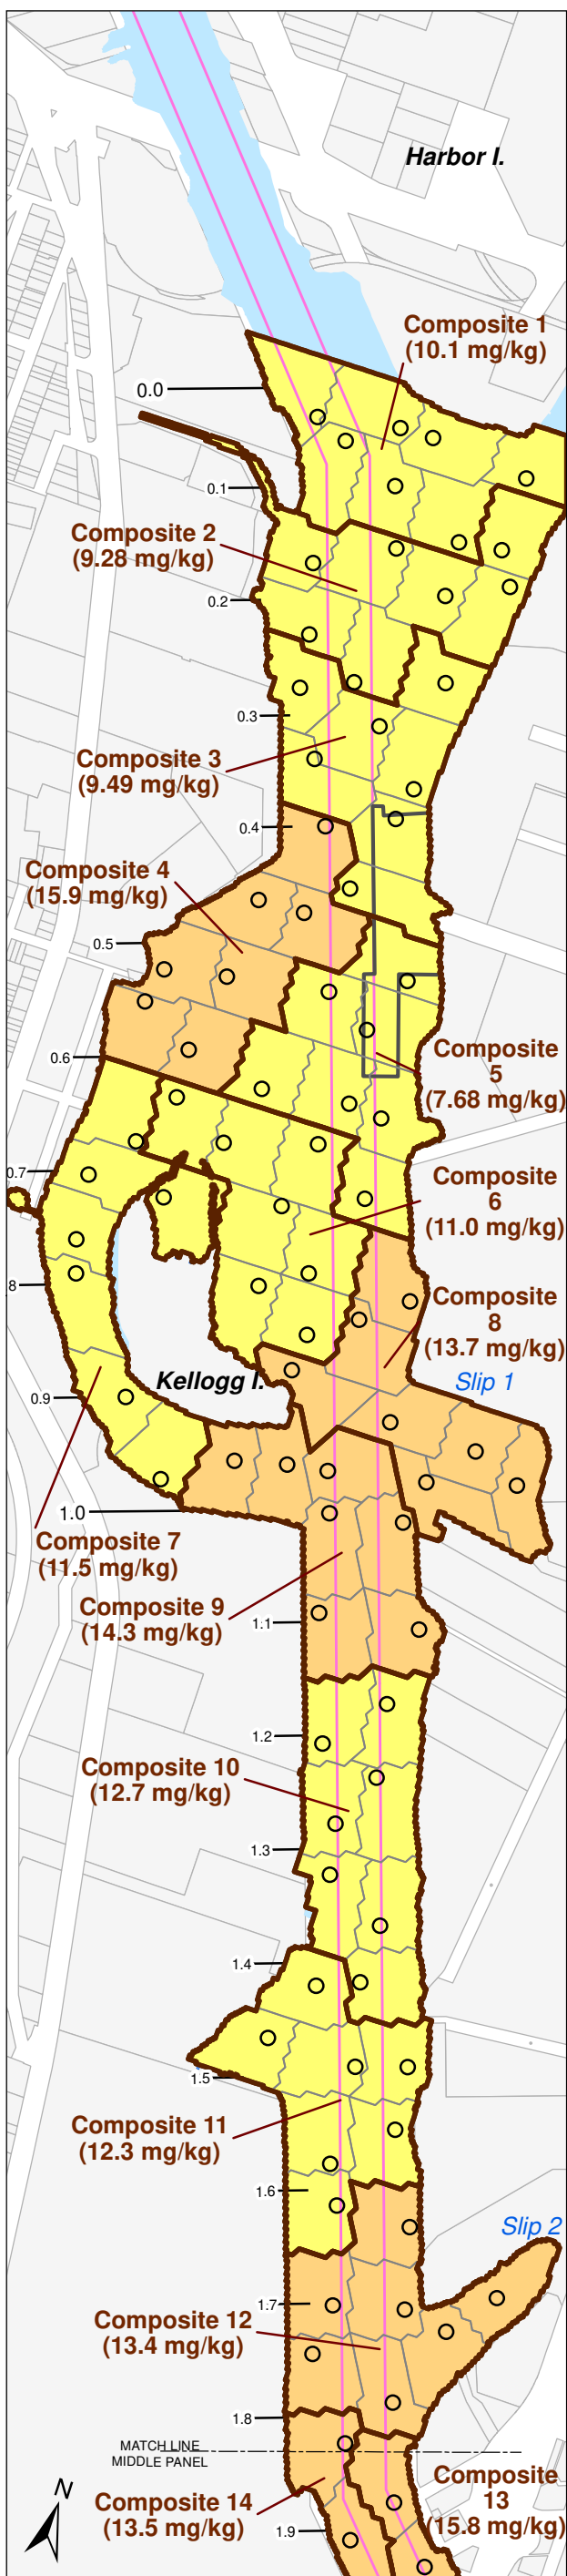 Harbor I.
Composite 1
(10.1 mg/kg)
0.0
0.1
Composite 2
(9.28 mg/kg)
0.2
0.3
Composite 3
(9.49 mg/kg)
0.4
Composite 4
(15.9 mg/kg)
0.5
Composite
5
(7.68 mg/kg)
0.6
0.7
Composite
6
(11.0 mg/kg)
8
Composite
8
(13.7 mg/kg)
Kellogg I.
Slip 1
0.9
1.0
Composite 7
(11.5 mg/kg)
Composite 9
(14.3 mg/kg)
1.1
1.2
Composite 10
(12.7 mg/kg)
1.3
1.4
1.5
Composite 11
(12.3 mg/kg)
1.6
Slip 2
1.7
Composite 12
(13.4 mg/kg)
1.8
MATCH LINE
MIDDLE PANEL
N
Composite
13
(15.8 mg/kg)
Composite 14
(13.5 mg/kg)
1.9